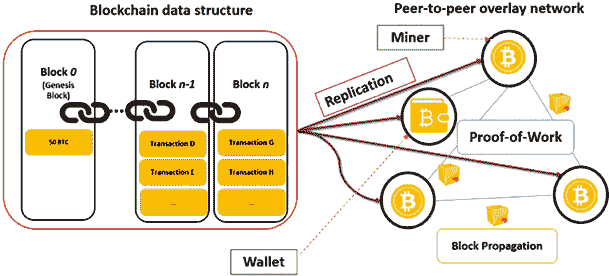 Blockchain data structure
Peer-to-peer overlay network
Block 0
(Genesis
Block)
Block n-1
Block n
50 BTC
Transaction D
Transaction E
...
Transaction G
Transaction H
...
Miner
Replication
Proof-of-Work
Wallet
Block Propagation